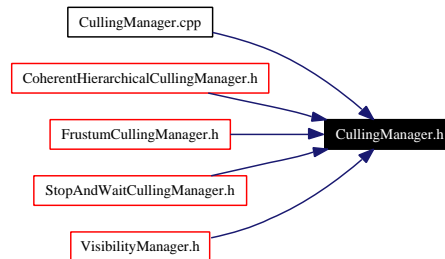 CullingManager.cpp
CoherentHierarchicalCullingManager.h
FrustumCullingManager.h
CullingManager.h
StopAndWaitCullingManager.h
VisibilityManager.h